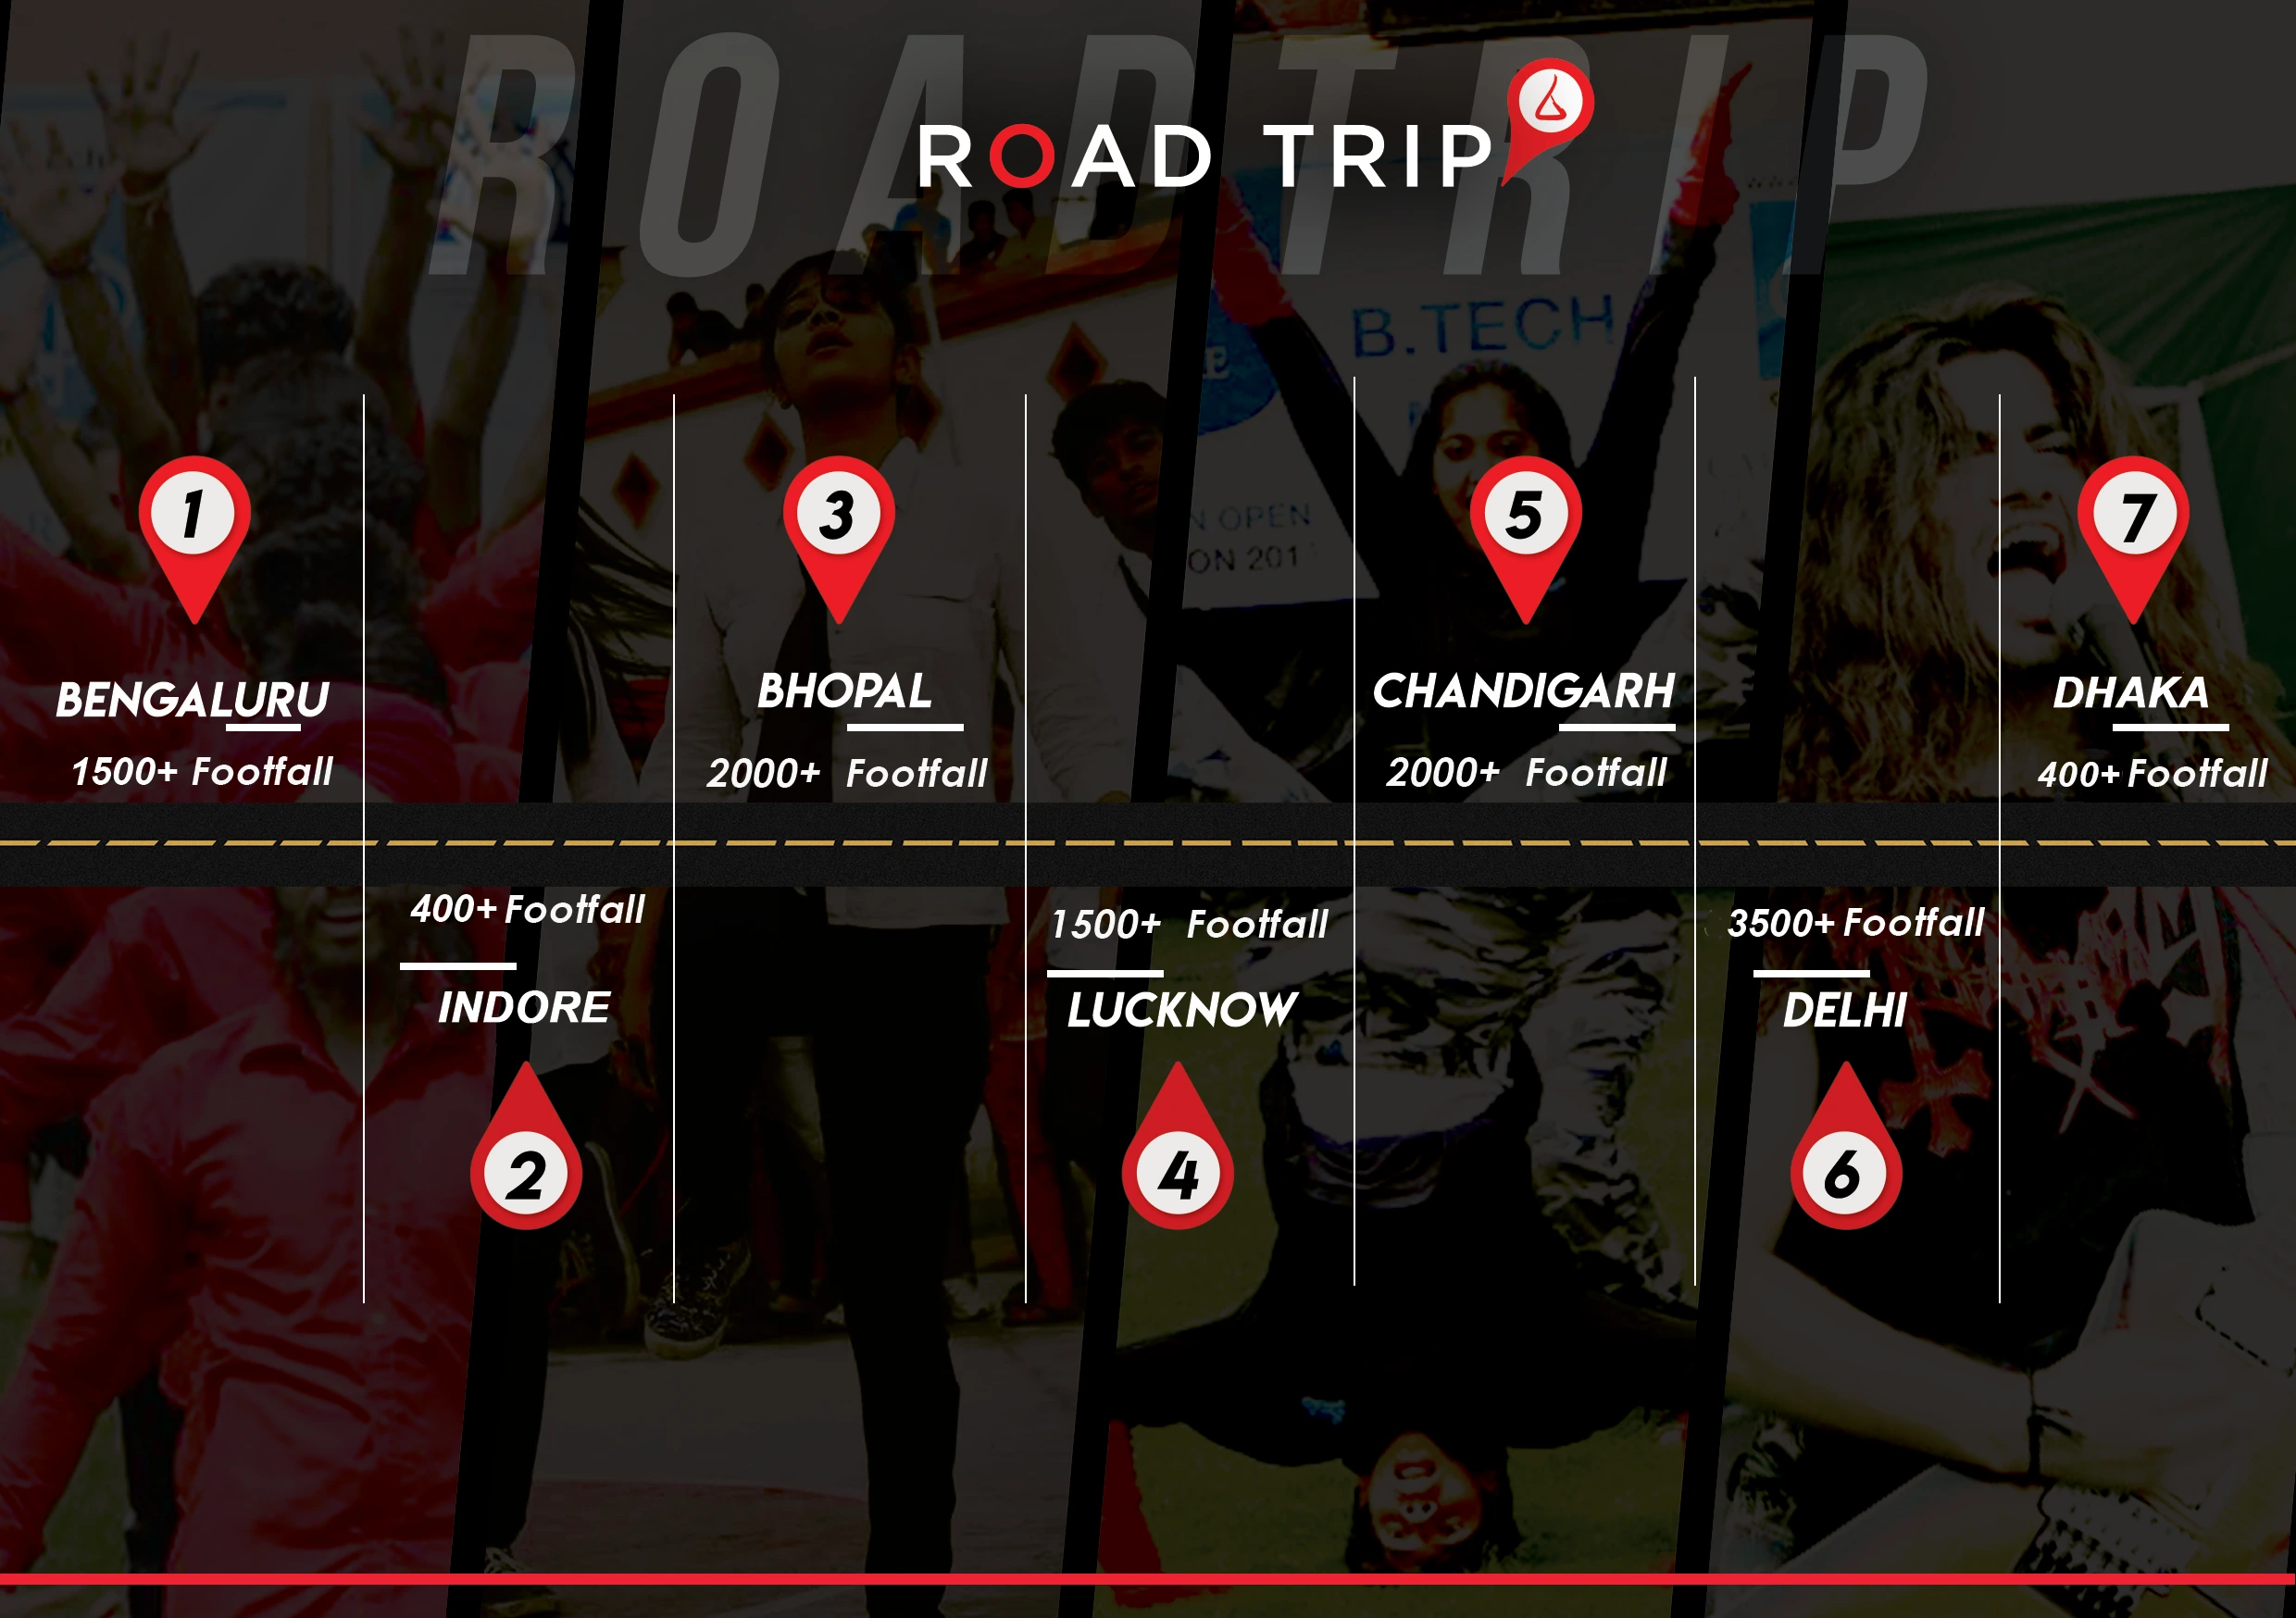 ROADTRIP
ROAD TRIP
B.TECH
N OPEN
ON 201
1
BENGALURU
1500+ Footfall
3
BHOPAL
2000+ Footfall
5
CHANDIGARH
2000+ Footfall
7
DHAKA
400+ Footfall
400+ Footfall
INDORE
2
1500+ Footfall
LUCKNOW
4
3500+ Footfall
DELHI
6